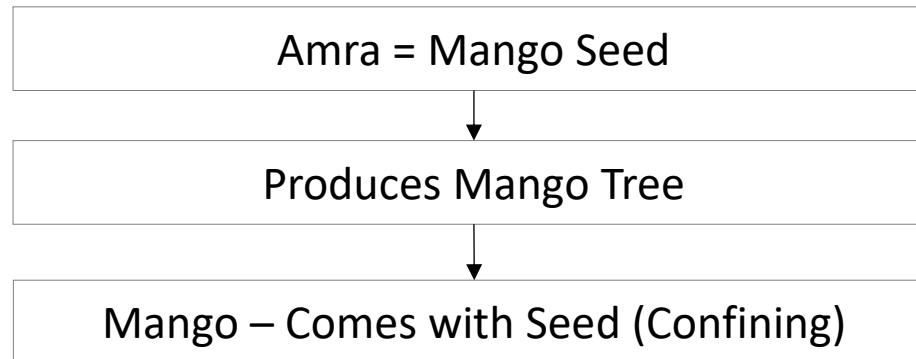 Amra = Mango Seed
Produces Mango Tree
Mango – Comes with Seed (Confining)